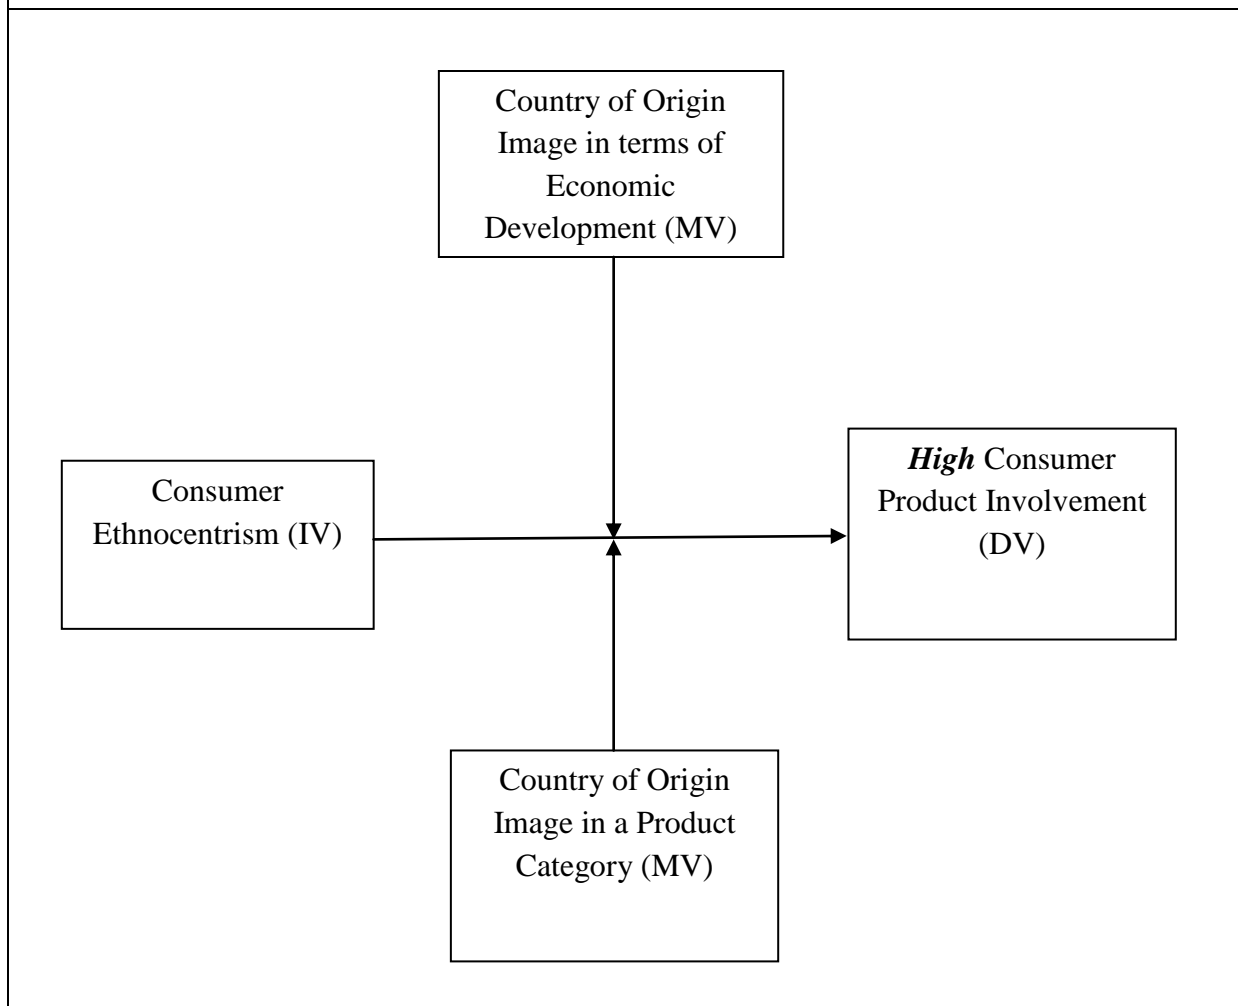 Country of Origin
Image in terms of
Economic
Development (MV)
Consumer
Ethnocentrism (IV)
High Consumer
Product Involvement
(DV)
Country of Origin
Image in a Product
Category (MV)